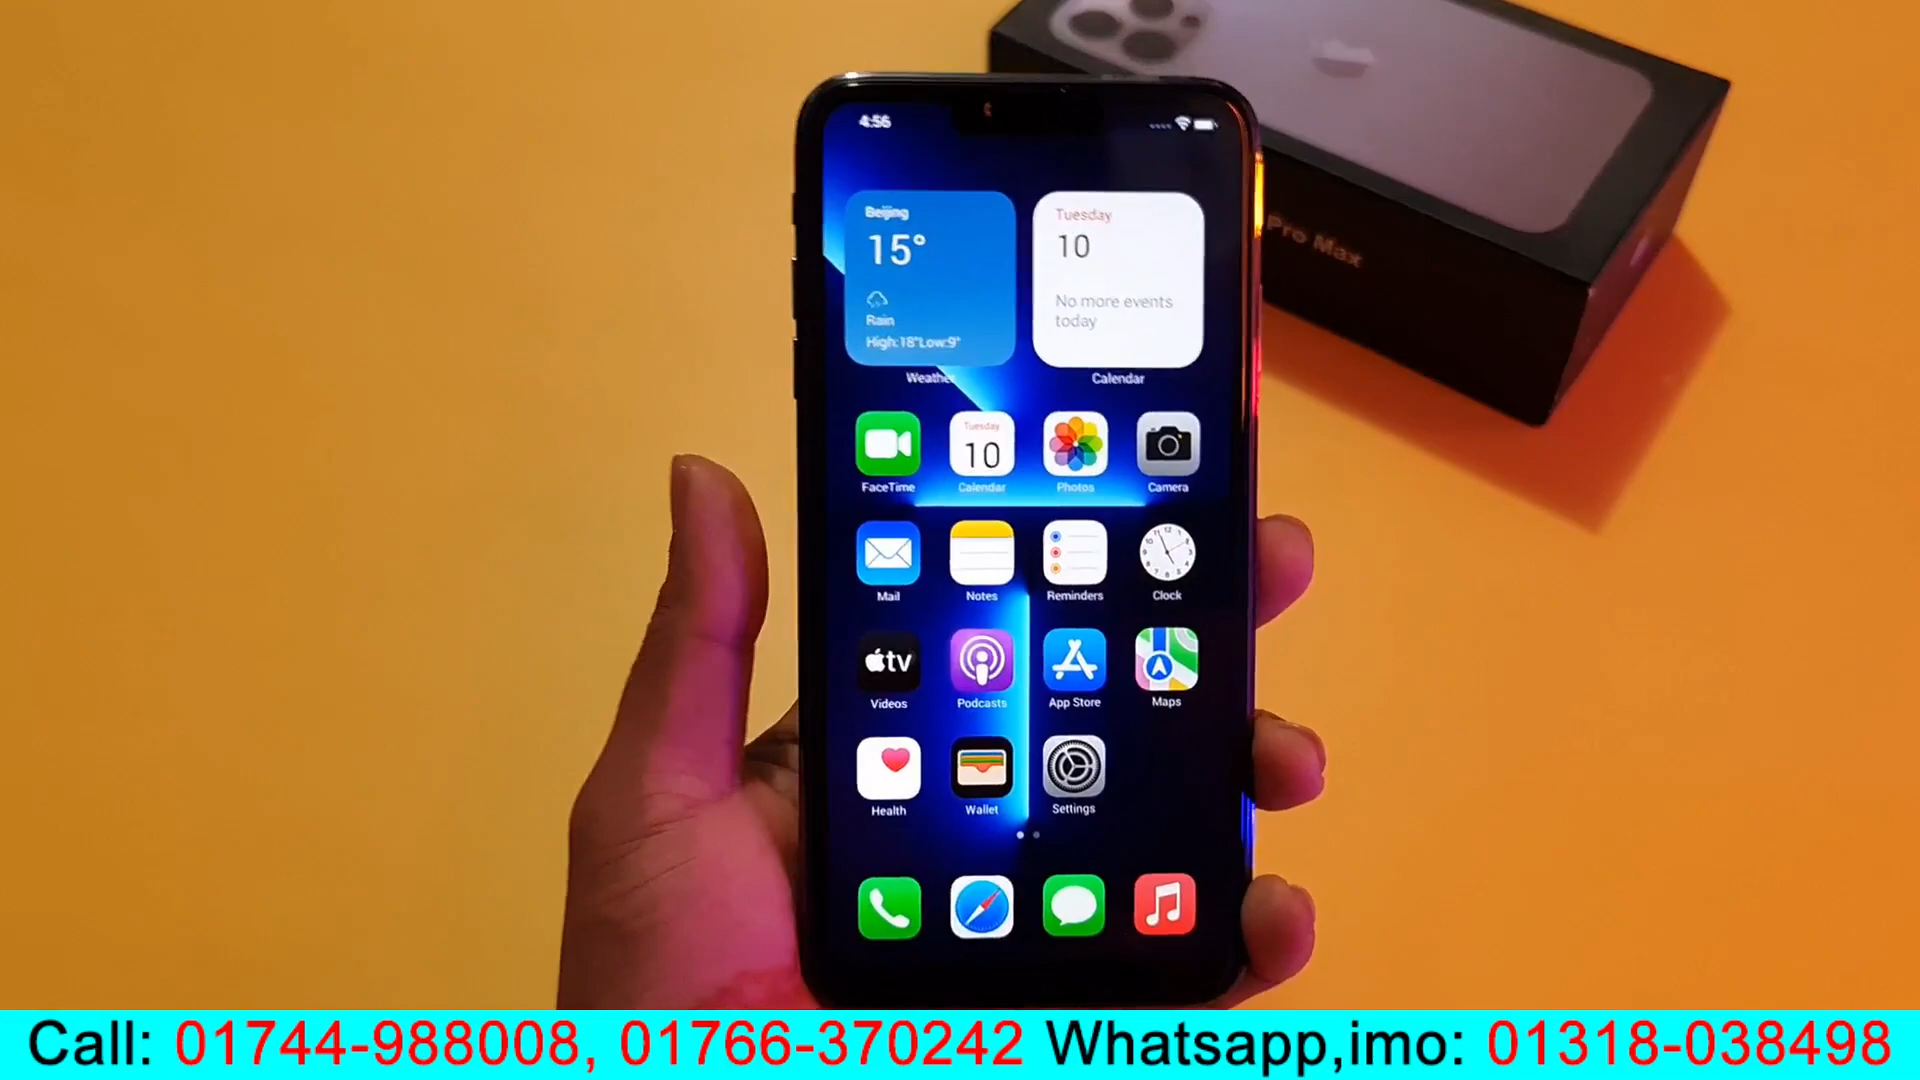 4:56
Beijing
15°
Rain
High:18°Low:9°
Weather
Tuesday
10
No more events
today
Calendar
Pro Max
Tuesday
10
FaceTime
Calendar
Photos
Camera
Mail
Notes
Reminders
Clock
tv
Videos
Podcasts
App Store
Maps
Health
Wallet
Settings
Call: 01744-988008, 01766-370242 Whatsapp,imo: 01318-038498